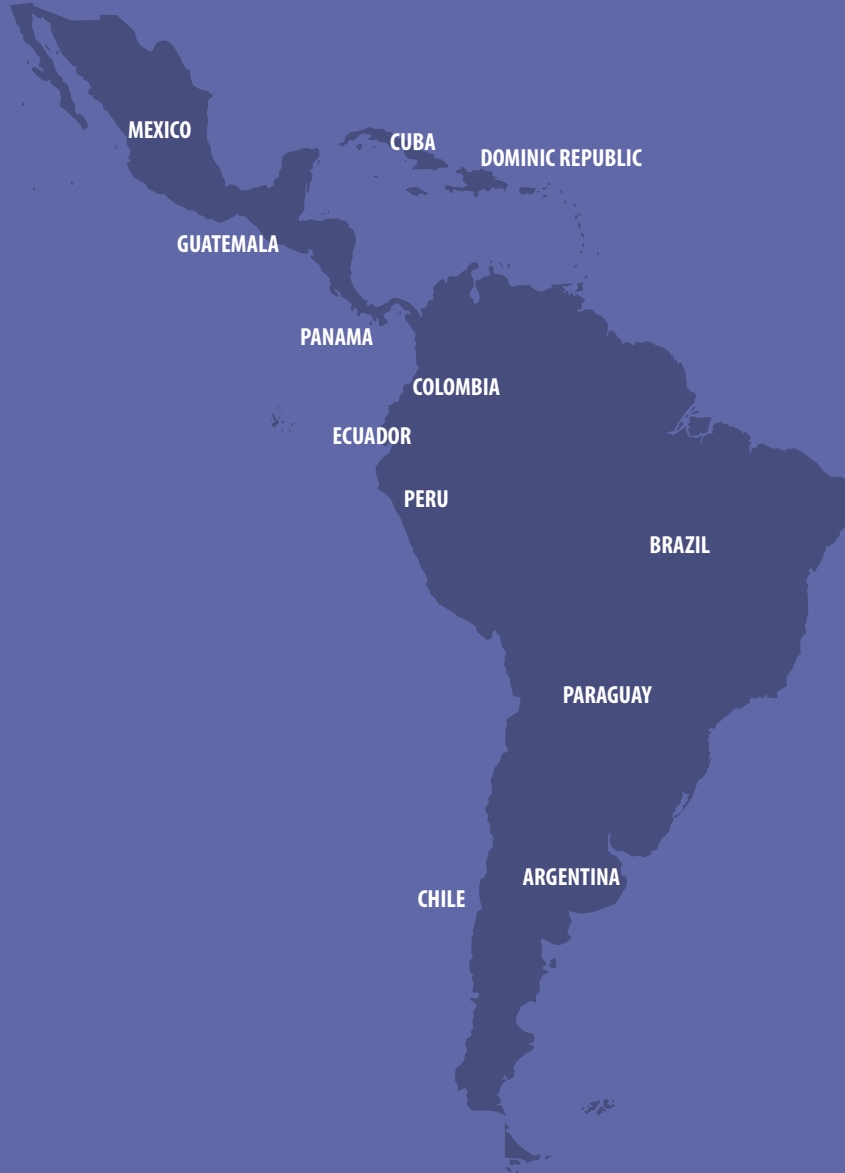 MEXICO
CUBA
DOMINIC REPUBLIC
GUATEMALA
PANAMA
COLOMBIA
ECUADOR
PERU
BRAZIL
PARAGUAY
ARGENTINA
CHILE